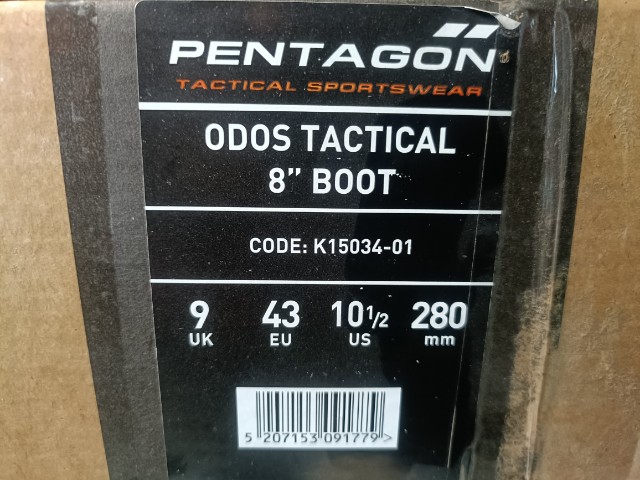 PENTAGON
TACTICAL SPORTSWEAR
ODOS TACTICAL
8” BOOT
CODE: K15034-01
9 43 10 1/2 280
UK EU US mm
5 207153 091779 >